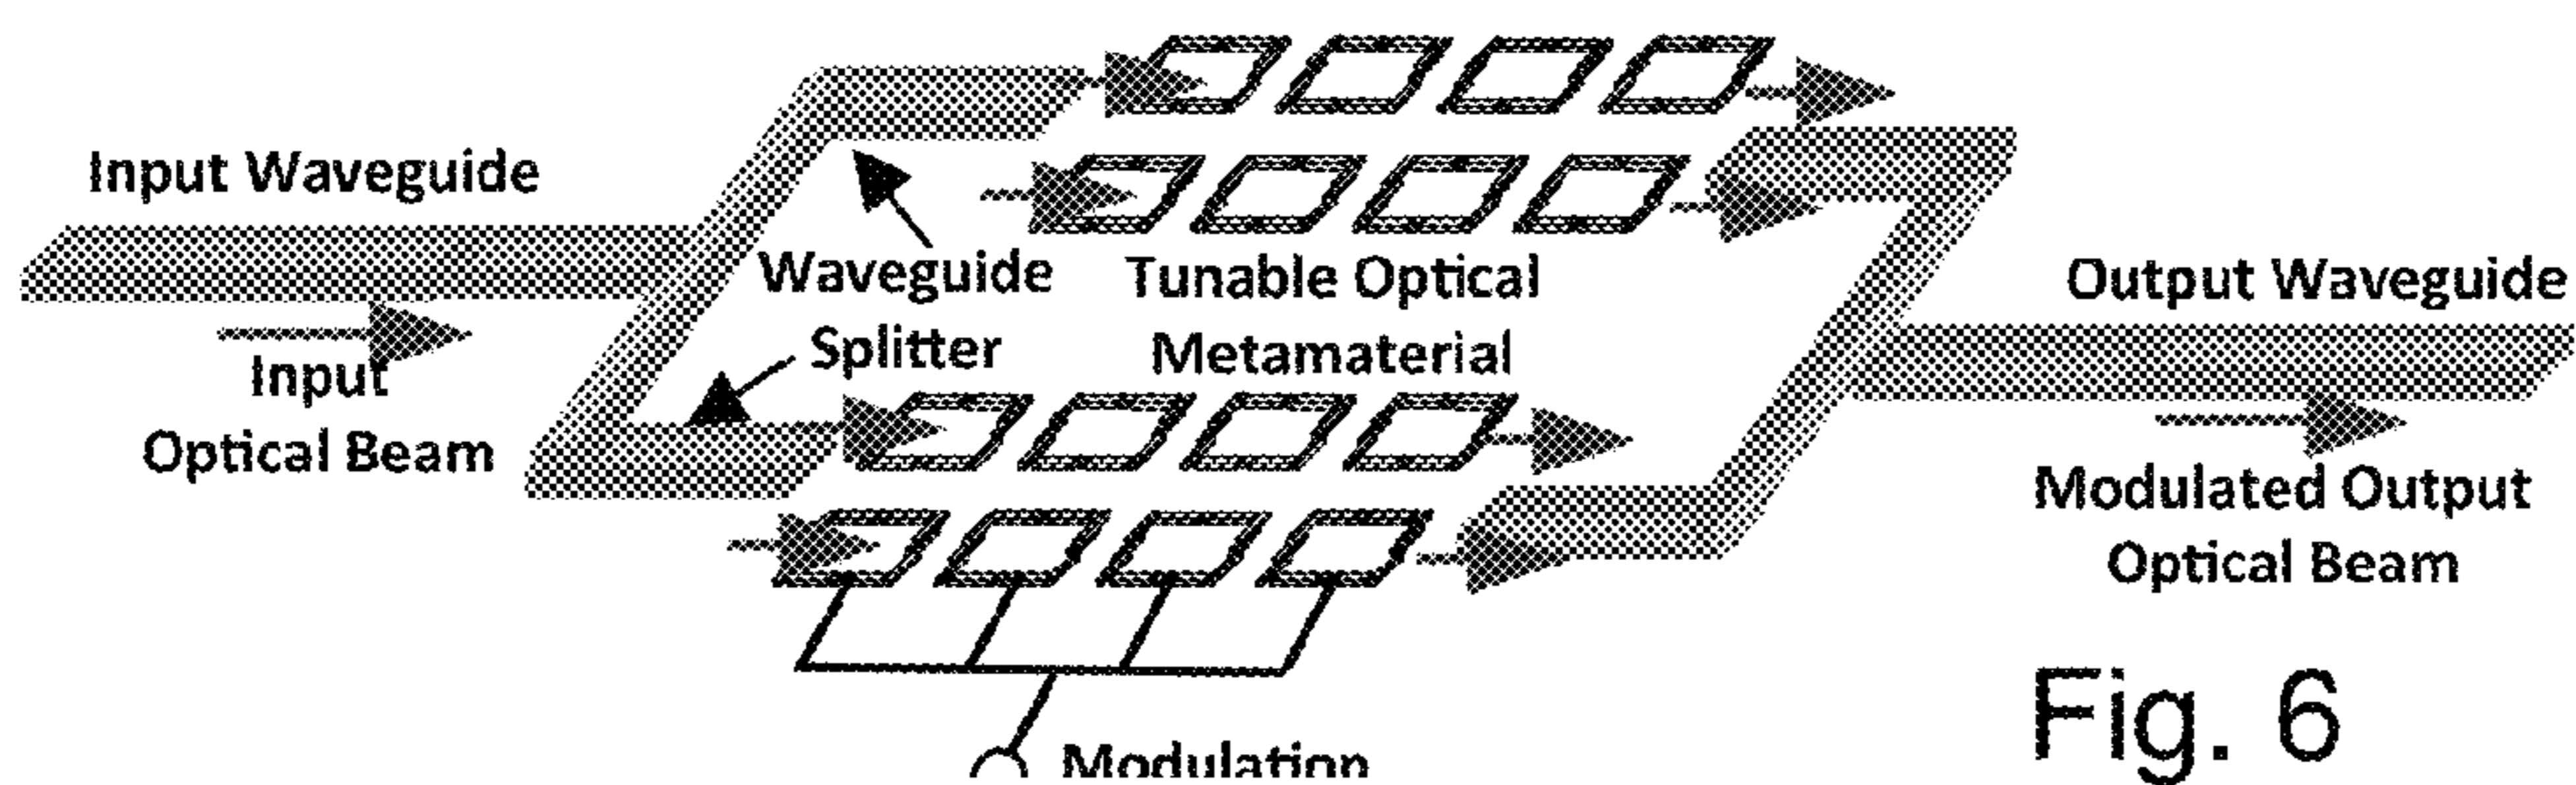 Input Waveguide
Input
Optical Beam
Waveguide
Splitter
Tunable Optical
Metamaterial
Output Waveguide
Modulated Output
Optical Beam
Modulation
Fig. 6